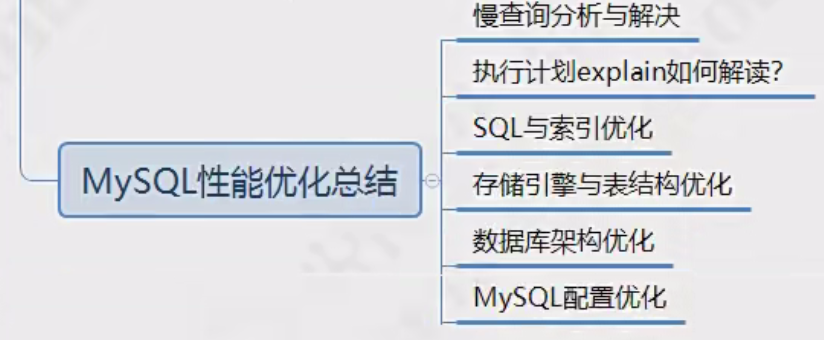 慢查询分析与解决
执行计划explain如何解读?
SQL与索引优化
MySQL性能优化总结
存储引擎与表结构优化
数据库架构优化
MySQL配置优化